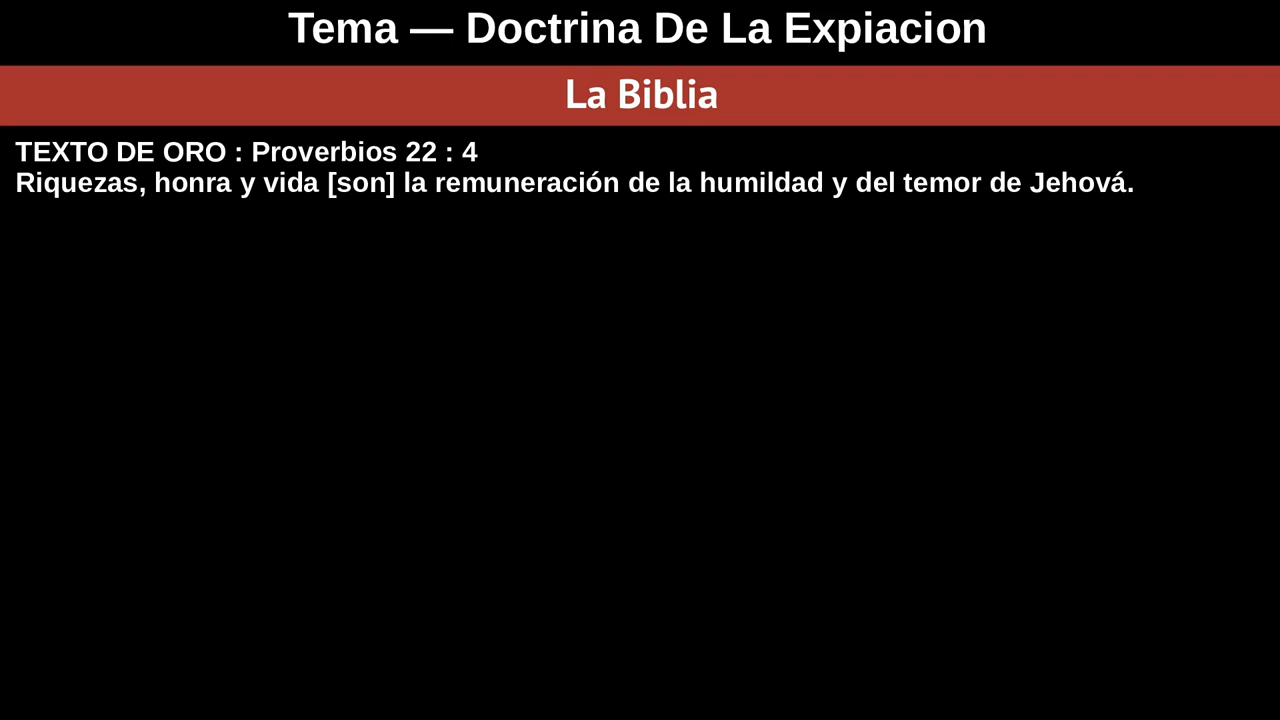 Tema — Doctrina De La Expiacion
La Biblia
TEXTO DE ORO : Proverbios 22 : 4
Riquezas, honra y vida [son] la remuneración de la humildad y del temor de Jehová.